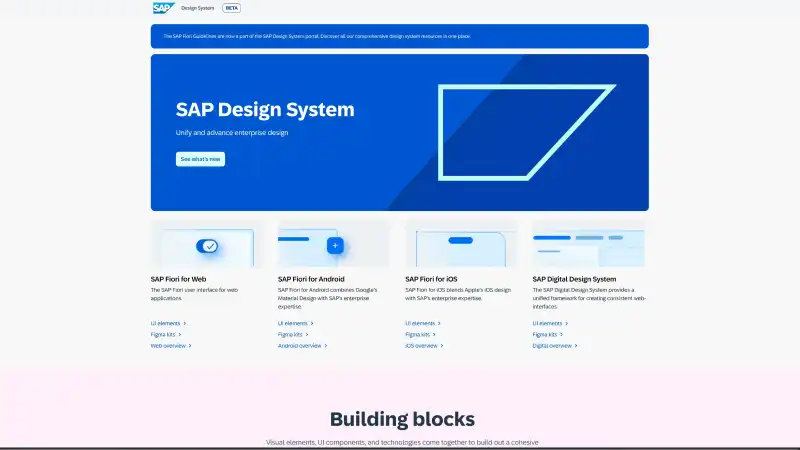 SAP Design System BETA
The SAP Fiori Guidelines are now a part of the SAP Design System portal. Discover all our comprehensive design system resources in one place.
SAP Design System
Unify and advance enterprise design
See what's new
SAP Fiori for Web
The SAP Fiori user interface for web
applications.
UI elements
Figma kits
Web overview
SAP Fiori for Android
SAP Fiori for Android combines Google's
Material Design with SAP's enterprise
expertise.
UI elements
Figma kits
Android overview
SAP Fiori for iOS
SAP Fiori for iOS blends Apple's iOS design
with SAP's enterprise expertise.
UI elements
Figma kits
iOS overview
SAP Digital Design System
The SAP Digital Design System provides a
unified framework for creating consistent web-
interfaces.
UI elements
Figma kits
Digital overview
Building blocks
Visual elements, UI components, and technologies come together to build out a cohesive